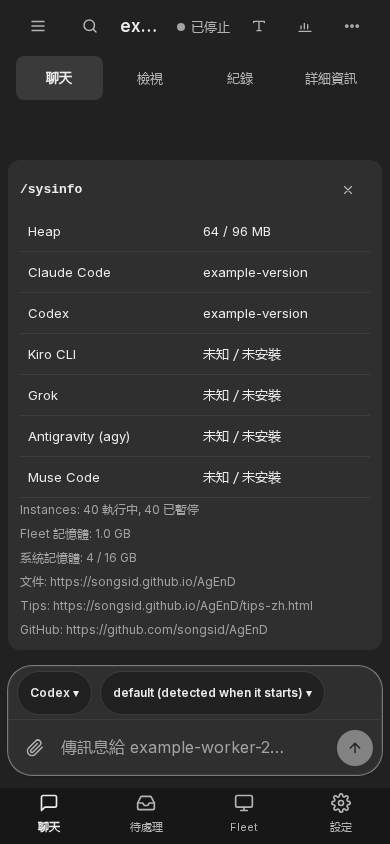 ex...
已停止
聊天
檢視
紀錄
詳細資訊
/sysinfo
Heap 64 / 96 MB
Claude Code example-version
Codex example-version
Kiro CLI 未知 / 未安裝
Grok 未知 / 未安裝
Antigravity (agy) 未知 / 未安裝
Muse Code 未知 / 未安裝
Instances: 40 執行中, 40 已暫停
Fleet 記憶體: 1.0 GB
系統記憶體: 4 / 16 GB
文件: https://songsid.github.io/AgEnD
Tips: https://songsid.github.io/AgEnD/tips-zh.html
GitHub: https://github.com/songsid/AgEnD
Codex ▾
default (detected when it starts) ▾
傳訊息給 example-worker-2...
聊天
待處理
Fleet
設定